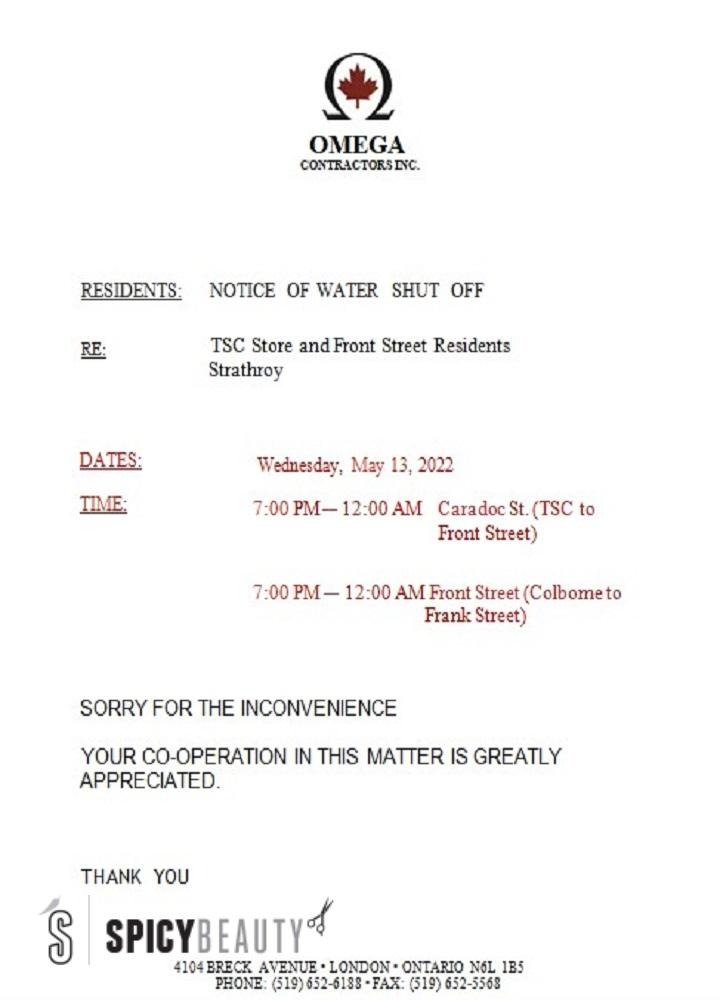 OMEGA
CONTRACTORS INC.
RESIDENTS: NOTICE OF WATER SHUT OFF
RE: TSC Store and Front Street Residents
Strathroy
DATES: Wednesday, May 13, 2022
TIME: 7:00 PM— 12:00 AM Caradoc St. (TSC to
Front Street)
7:00 PM — 12:00 AM Front Street (Colbome to
Frank Street)
SORRY FOR THE INCONVENIENCE
YOUR CO-OPERATION IN THIS MATTER IS GREATLY
APPRECIATED.
THANK YOU
S SPICYBEAUTY
4104 BRECK AVENUE • LONDON • ONTARIO N6L 1B5
PHONE: (519) 652-6188 • FAX: (519) 652-5568